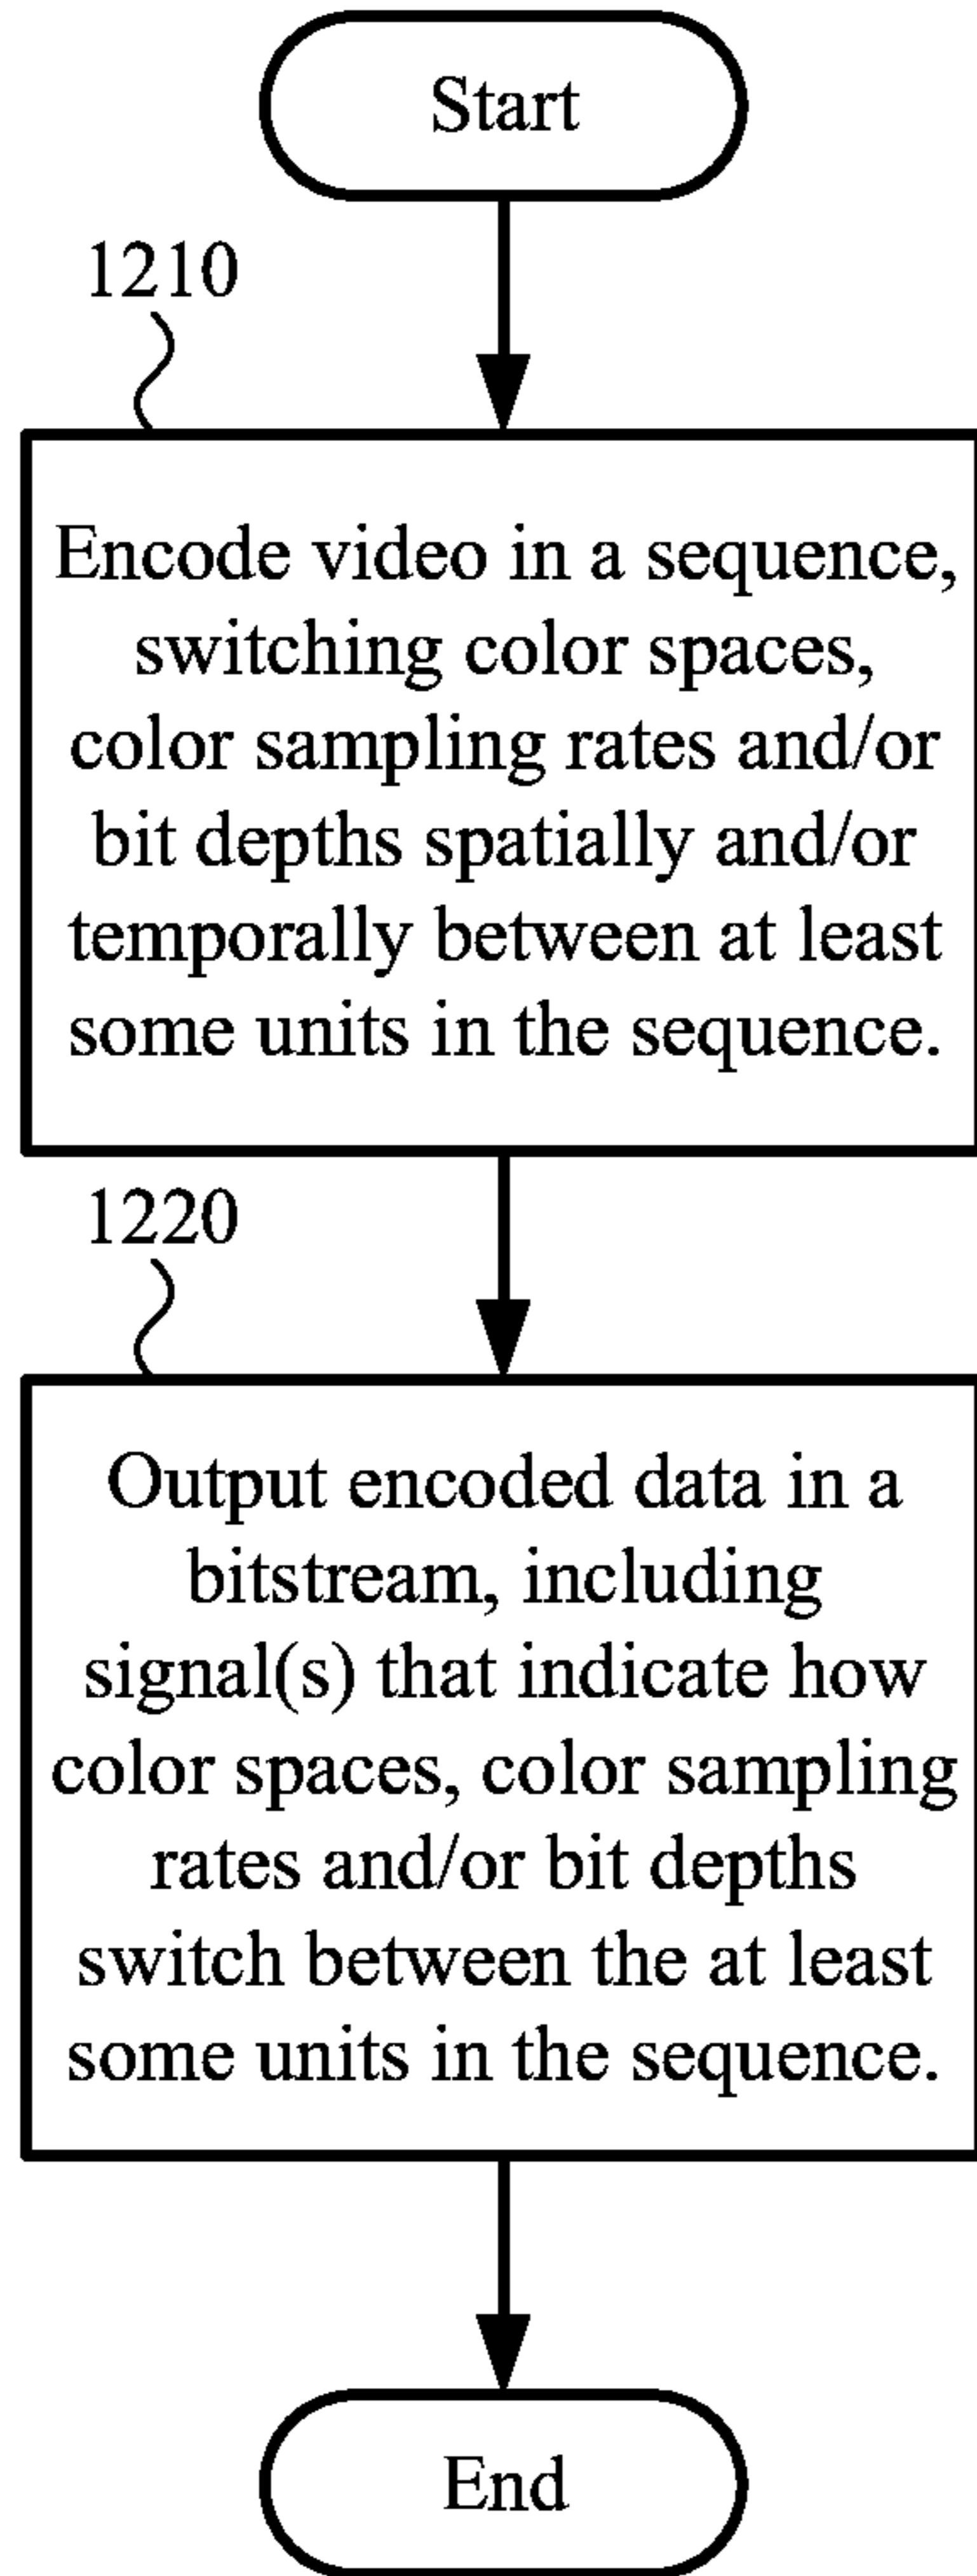 Start
1210
Encode video in a sequence,
switching color spaces,
color sampling rates and/or
bit depths spatially and/or
temporally between at least
some units in the sequence.
1220
Output encoded data in a
bitstream, including
signal(s) that indicate how
color spaces, color sampling
rates and/or bit depths
switch between the at least
some units in the sequence.
End